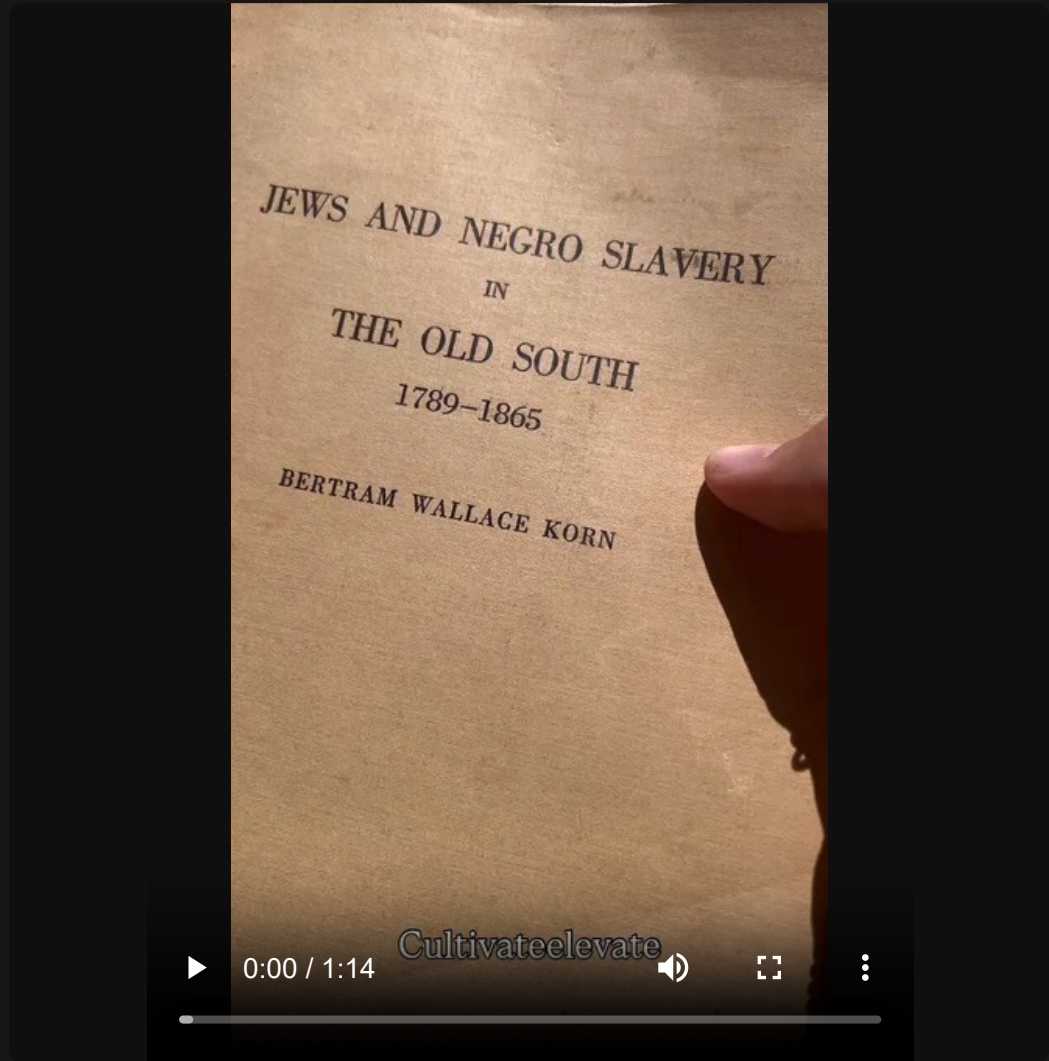 JEWS AND NEGRO SLAVERY
IN
THE OLD SOUTH
1789–1865
BERTRAM WALLACE KORN
Cultivateelevate
0:00 / 1:14